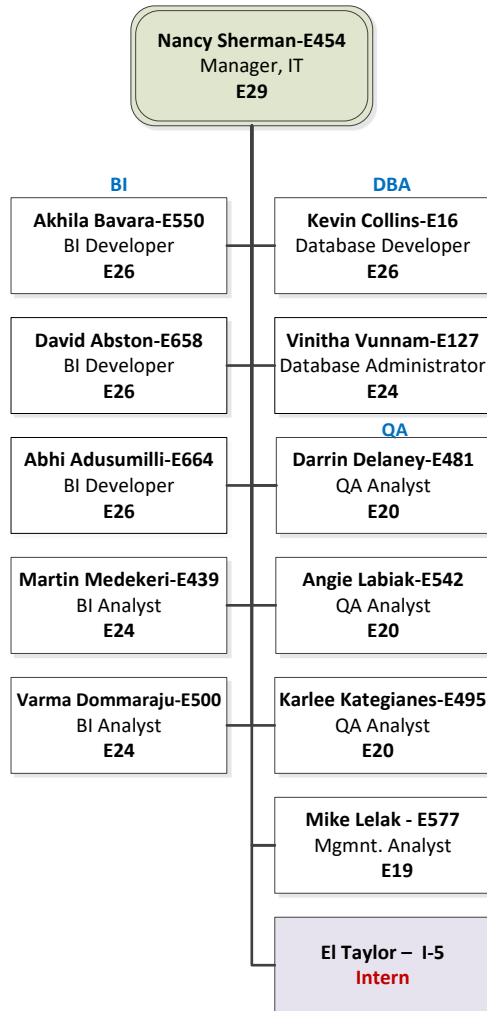 Nancy Sherman-E454
Manager, IT
E29
BI
Akhila Bavara-E550
BI Developer
E26
David Abston-E658
BI Developer
E26
Abhi Adusumilli-E664
BI Developer
E26
Martin Medekeri-E439
BI Analyst
E24
Varma Dommaraju-E500
BI Analyst
E24
DBA
Kevin Collins-E16
Database Developer
E26
Vinitha Vunnam-E127
Database Administrator
E24
QA
Darrin Delaney-E481
QA Analyst
E20
Angie Labiak-E542
QA Analyst
E20
Karlee Kategianes-E495
QA Analyst
E20
Mike Lelak - E577
Mgmnt. Analyst
E19
El Taylor – I-5
Intern